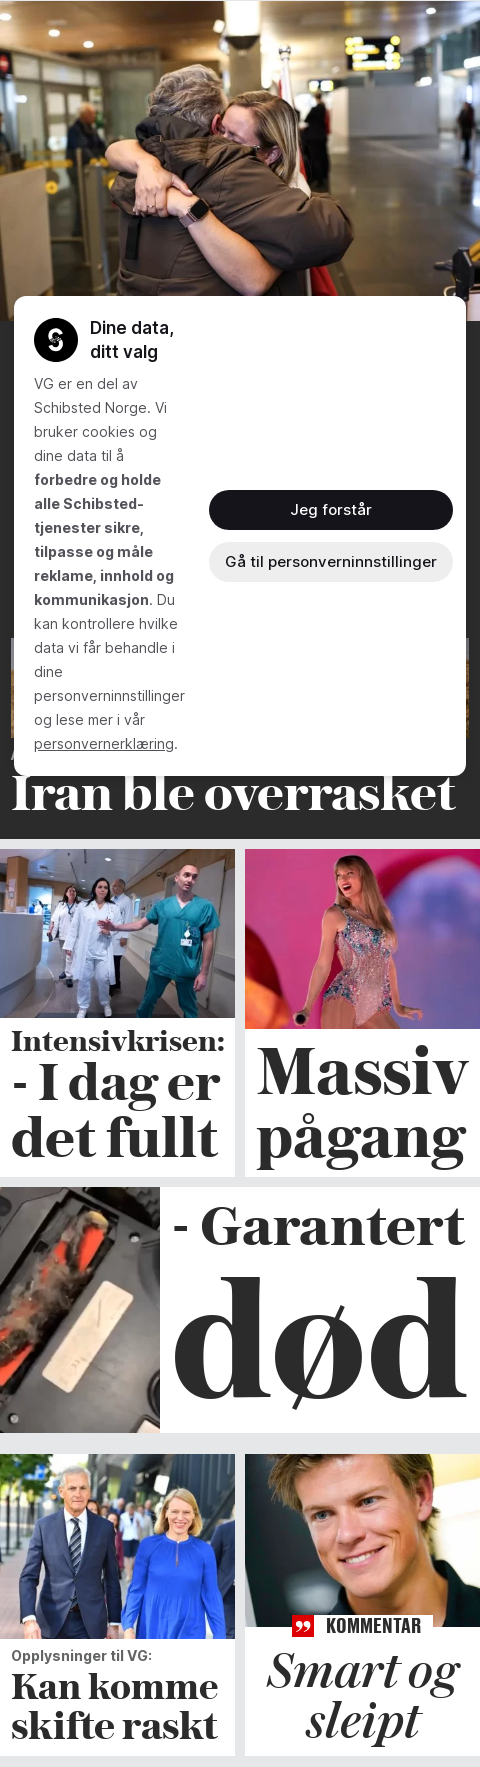 Dine data,
ditt valg
VG er en del av
Schibsted Norge. Vi
bruker cookies og
dine data til å
forbedre og holde
alle Schibsted-
tjenester sikre,
tilpasse og måle
reklame, innhold og
kommunikasjon. Du
kan kontrollere hvilke
data vi får behandle i
dine
personverninnstillinger
og lese mer i vår
personvernerklæring.
Jeg forstår
Gå til personverninnstillinger
Iran ble overrasket
Intensivkrisen:
- I dag er
det fullt
Massiv
pågang
- Garantert
død
Opplysninger til VG:
Kan komme
skifte raskt
KOMMENTAR
Smart og
sleipt